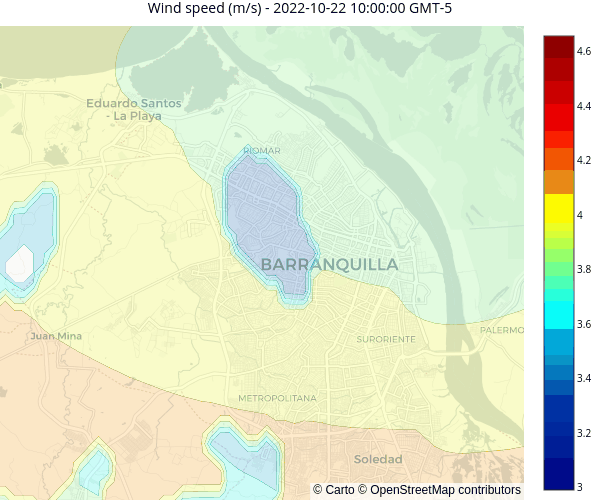 Wind speed (m/s) - 2022-10-22 10:00:00 GMT-5
Eduardo Santos
- La Playa
RIOMAR
BARRANQUILLA
Juan Mina
SURORIENTE
PALERMO
METROPOLITANA
Soledad
© Carto © OpenStreetMap contributors
4.6
4.4
4.2
4
3.8
3.6
3.4
3.2
3